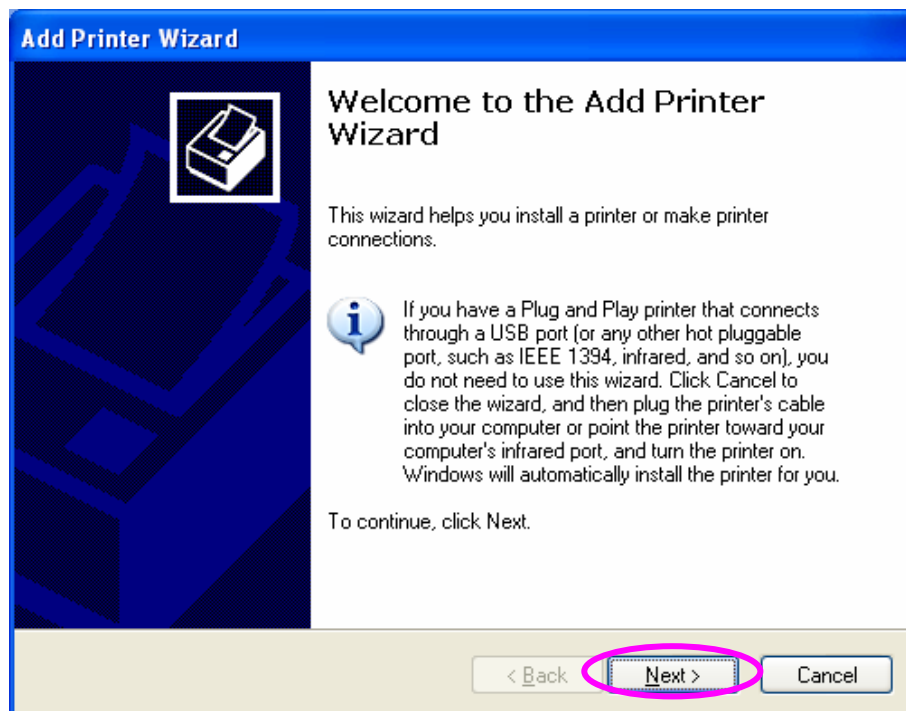 Add Printer Wizard
Welcome to the Add Printer
Wizard
This wizard helps you install a printer or make printer
connections.
If you have a Plug and Play printer that connects
through a USB port (or any other hot pluggable
port, such as IEEE 1394, infrared, and so on), you
do not need to use this wizard. Click Cancel to
close the wizard, and then plug the printer's cable
into your computer or point the printer toward your
computer's infrared port, and turn the printer on.
Windows will automatically install the printer for you.
To continue, click Next.
< Back Next > Cancel